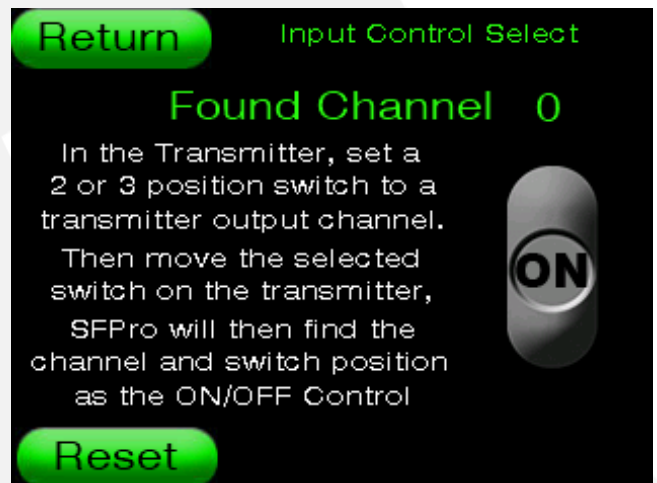 Return
Input Control Select
Found Channel 0
In the Transmitter, set a
2 or 3 position switch to a
transmitter output channel.
Then move the selected
switch on the transmitter,
SFPro will then find the
channel and switch position
as the ON/OFF Control
ON
Reset